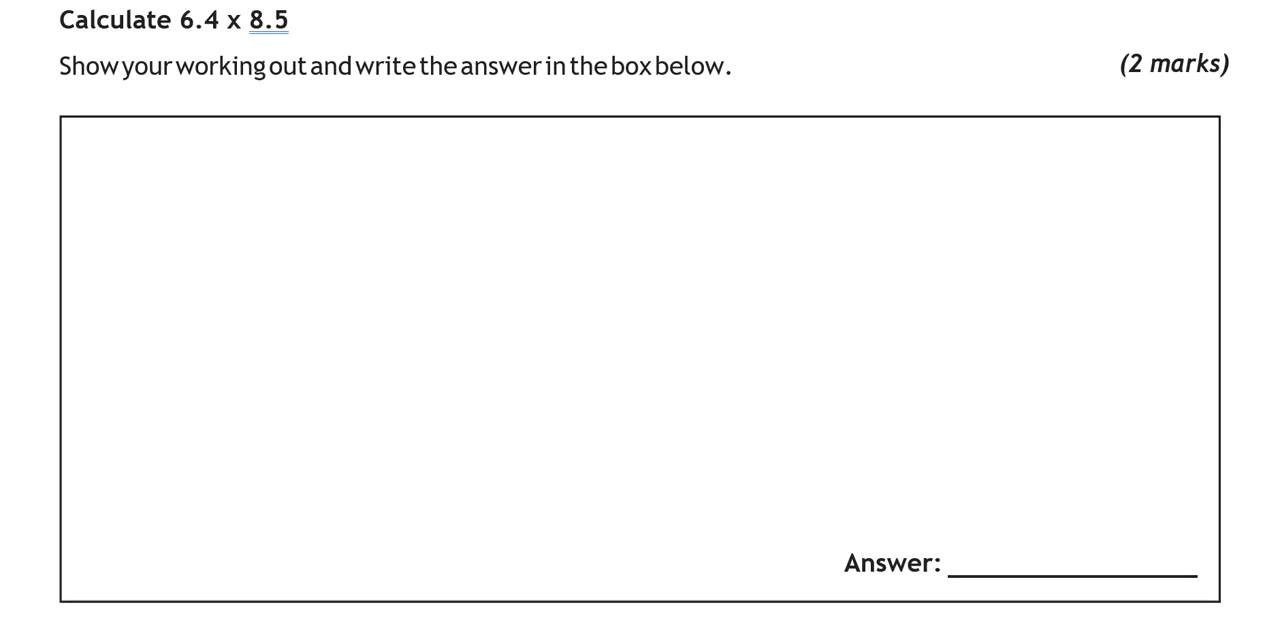 Calculate 6.4 x 8.5
Show your working out and write the answer in the box below.
(2 marks)
Answer: